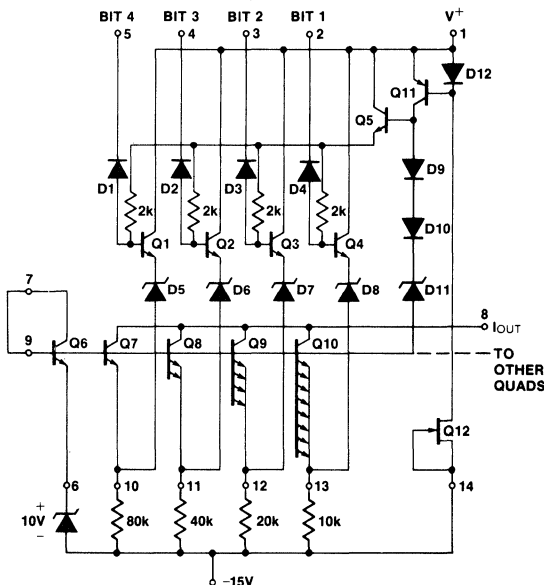 BIT 4 BIT 3 BIT 2 BIT 1 V+
5 4 3 2 1
D12
Q11
Q5
D1 D2 D3 D4 D9
2k 2k 2k 2k
D10
Q1 Q2 Q3 Q4
D5 D6 D7 D8 D11
7
8 IOUT
9 Q6 Q7 Q8 Q9 Q10
TO
OTHER
QUADS
Q12
6 10 11 12 13 14
+
10V
−
80k 40k 20k 10k
−15V